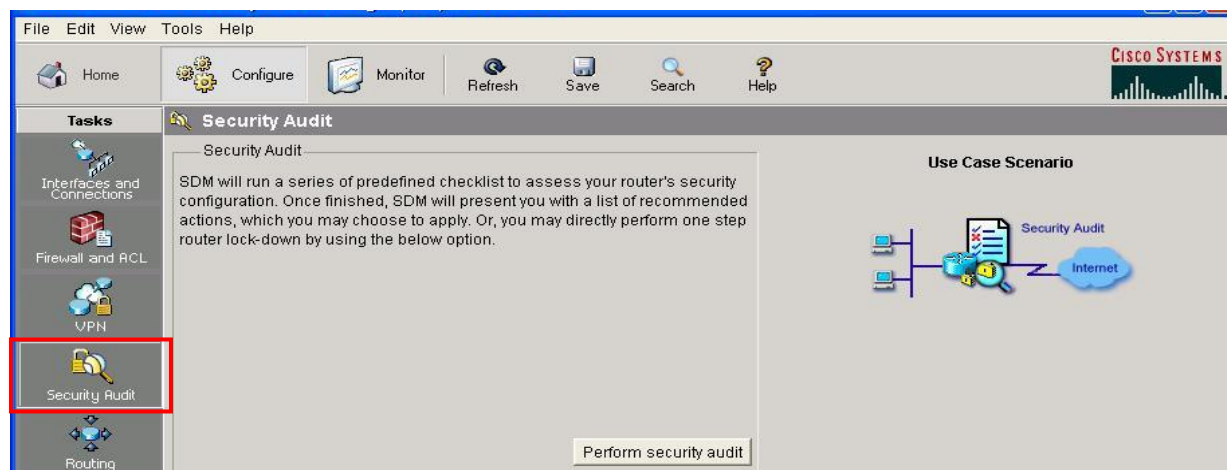 File Edit View Tools Help
Home
Configure
Monitor
Refresh
Save
Search
Help
CISCO SYSTEMS
Tasks
Security Audit
Interfaces and
Connections
Firewall and ACL
VPN
Security Audit
Routing
Security Audit
SDM will run a series of predefined checklist to assess your router's security
configuration. Once finished, SDM will present you with a list of recommended
actions, which you may choose to apply. Or, you may directly perform one step
router lock-down by using the below option.
Perform security audit
Use Case Scenario
Security Audit
Internet